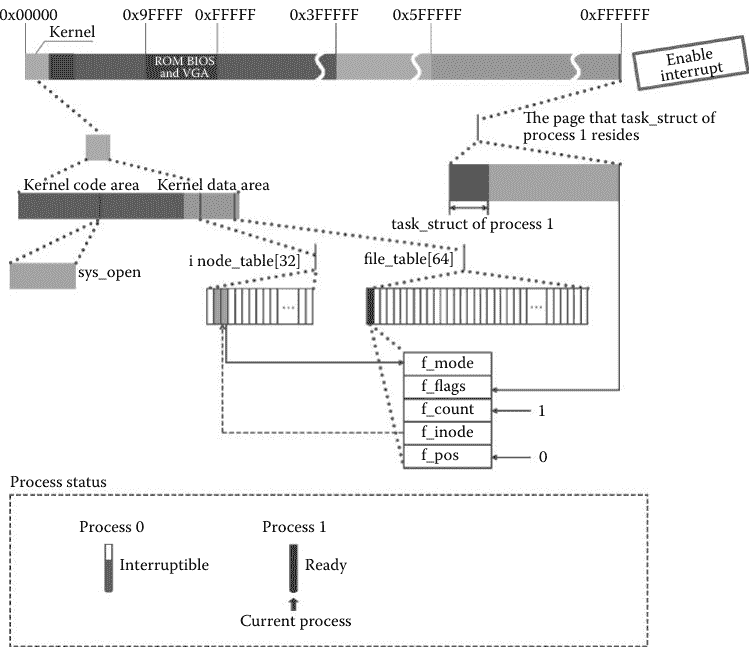 0x00000 0x9FFFF 0xFFFFF 0x3FFFFF 0x5FFFFF 0xFFFFFF
Kernel
ROM BIOS
and VGA
Enable
interrupt
The page that task_struct of
process 1 resides
Kernel code area Kernel data area
task_struct of process 1
sys_open
i node_table[32]
file_table[64]
...
...
f_mode
f_flags
f_count
1
f_inode
f_pos
0
Process status
Process 0
Process 1
Interruptible
Ready
Current process